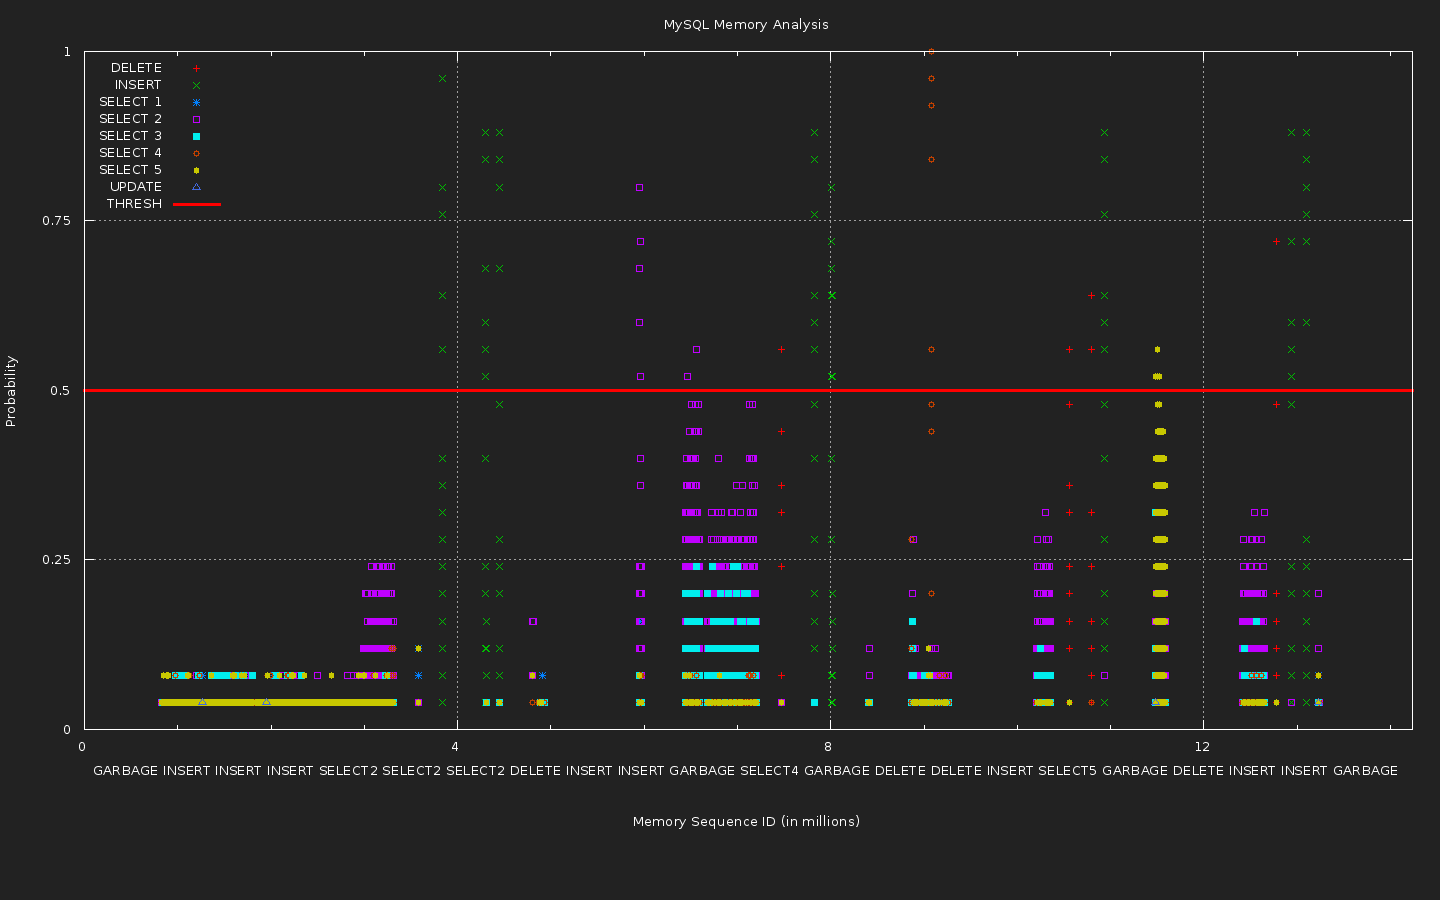 MySQL Memory Analysis
1
DELETE
INSERT
SELECT 1
SELECT 2
SELECT 3
SELECT 4
SELECT 5
UPDATE
THRESH
0.75
0.5
0.25
0
Probability
0 4 8 12
GARBAGE INSERT INSERT INSERT SELECT2 SELECT2 SELECT2 DELETE INSERT INSERT GARBAGE SELECT4 GARBAGE DELETE DELETE INSERT SELECT5 GARBAGE DELETE INSERT INSERT GARBAGE
Memory Sequence ID (in millions)